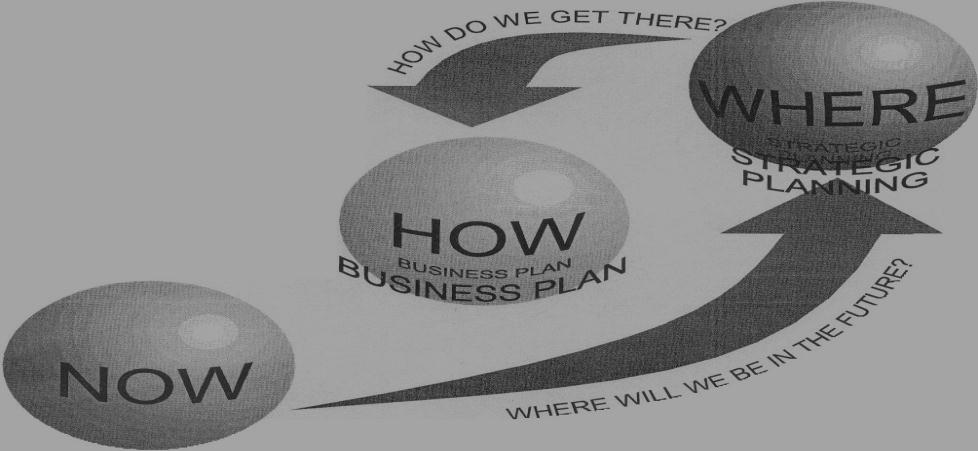 HOW DO WE GET THERE?
WHERE
STRATEGIC
PLANNING
STRATEGIC
PLANNING
HOW
BUSINESS PLAN
BUSINESS PLAN
NOW
WHERE WILL WE BE IN THE FUTURE?